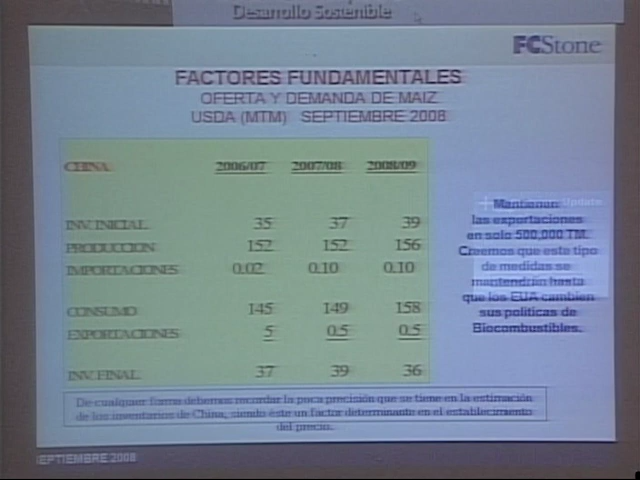 Desarrollo Sostenible
FCStone
FACTORES FUNDAMENTALES
OFERTA Y DEMANDA DE MAIZ
USDA (MTM) SEPTIEMBRE 2008
CHINA 2006/07 2007/08 2008/09
INV. INICIAL 35 37 39
PRODUCCION 152 152 156
IMPORTACIONES 0.02 0.10 0.10
CONSUMO 145 149 158
EXPORTACIONES 5 0.5 0.5
INV. FINAL 37 39 36
Mantienen
Update
las exportaciones
en solo 500,000 TM.
Creemos que este tipo
de medidas se
mantendrán hasta
que los EUA cambien
sus políticas de
Biocombustibles.
De cualquier forma debemos recordar la poca precisión que se tiene en la estimación
de los inventarios de China, siendo éste un factor determinante en el establecimiento
del precio.
SEPTIEMBRE 2008